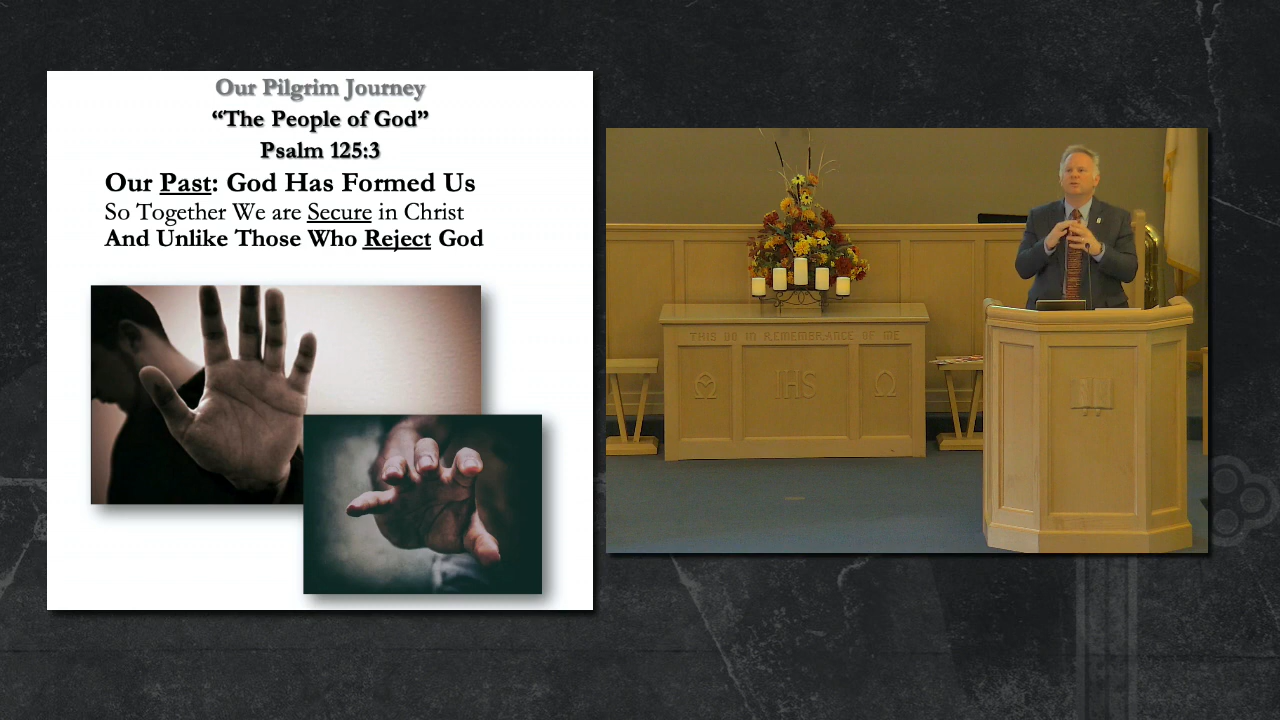 Our Pilgrim Journey
“The People of God”
Psalm 125:3
Our Past: God Has Formed Us
So Together We are Secure in Christ
And Unlike Those Who Reject God
THIS DO IN REMEMBRANCE OF ME
IHS
Ω